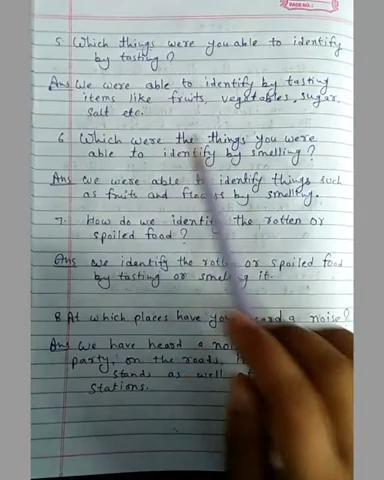 PAGE NO.:
5 Which things were you able to identify
by tasting ?
Ans We were able to identify by tasting
items like fruits, vegetables, sugar,
salt etc.
6 Which were the things you were
able to identify by smelling ?
Ans We were able to identify things such
as fruits and by smelling.
7. How do we the rotten or
spoiled food ?
Ans we identify the or spoiled food
by tasting or it.
8. At which places have a noise?
Ans We have heard a
party, on the roads,
stands as well
stations.